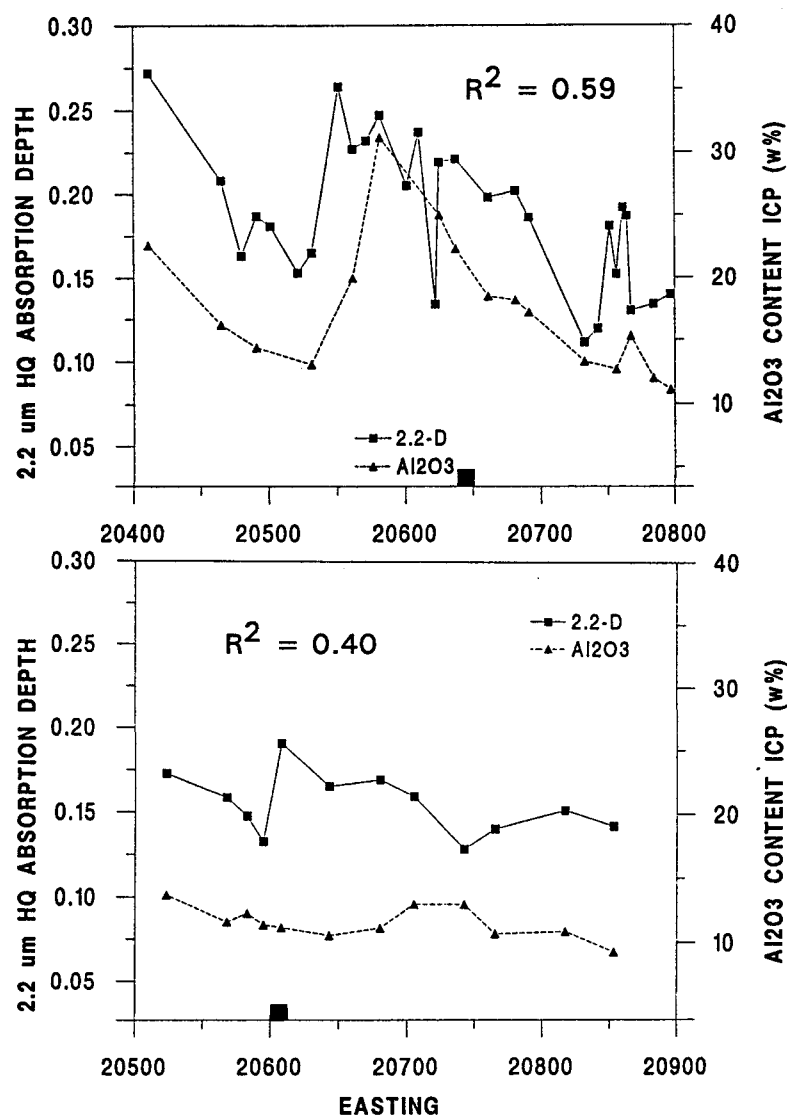 0.30
0.25
0.20
0.15
0.10
0.05
2.2 um HQ ABSORPTION DEPTH
R2 = 0.59
2.2-D
Al2O3
40
30
20
10
Al2O3 CONTENT ICP (w%)
20400
20500
20600
20700
20800
0.30
0.25
0.20
0.15
0.10
0.05
2.2 um HQ ABSORPTION DEPTH
R2 = 0.40
2.2-D
Al2O3
40
30
20
10
Al2O3 CONTENT ICP (w%)
20500
20600
20700
20800
20900
EASTING